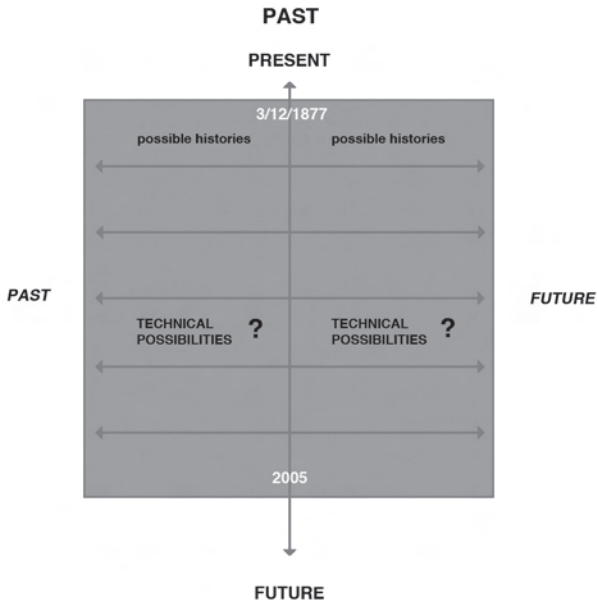 PAST
PRESENT
3/12/1877
possible histories possible histories
PAST
FUTURE
TECHNICAL
POSSIBILITIES ?
TECHNICAL
POSSIBILITIES ?
2005
FUTURE